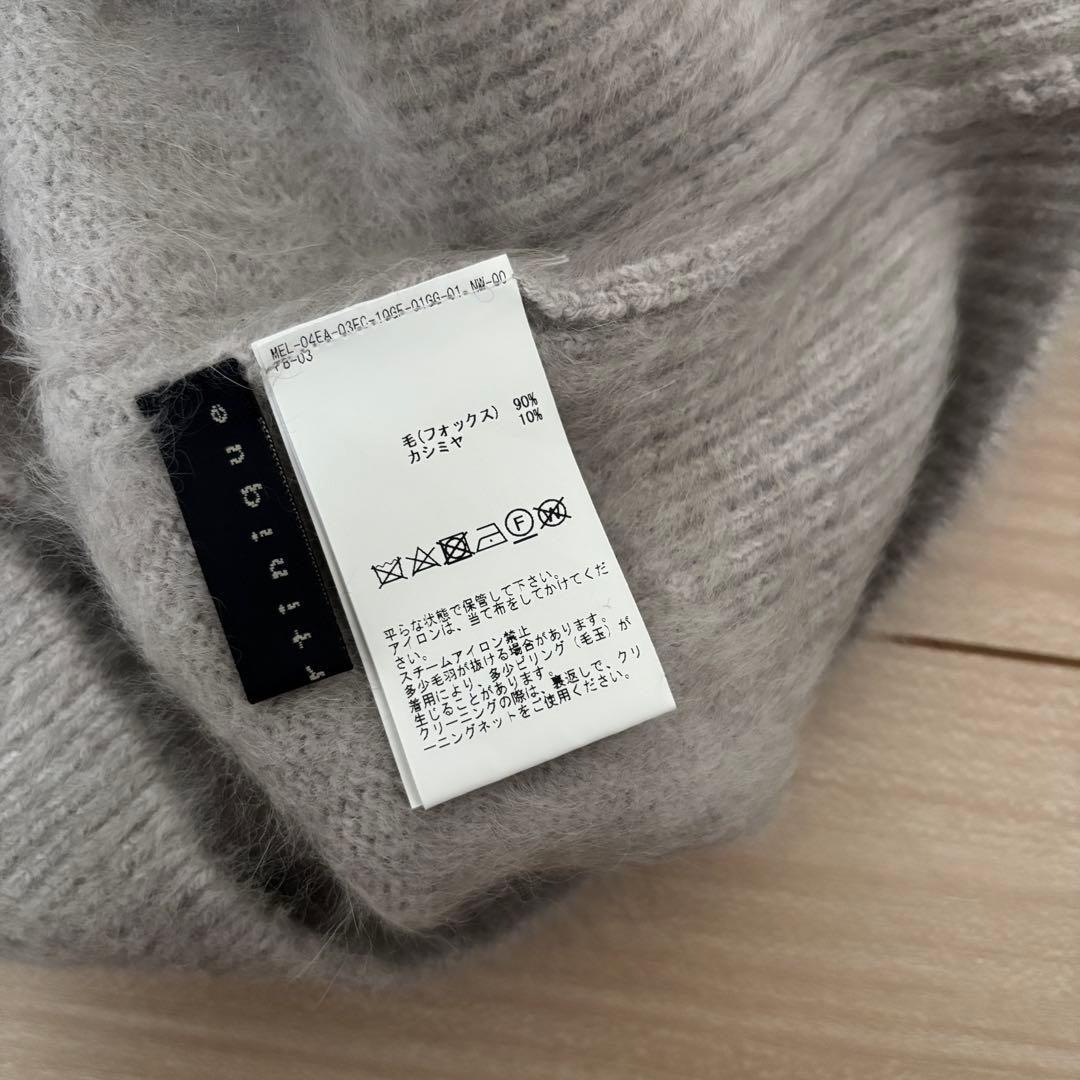 MEL-04EA-03FC-10GF-01GG-01 NW-00
YB-03
毛(フォックス) 90%
カシミヤ 10%
F
W
平らな状態で保管して下さい。
アイロンは、当て布をしてかけてくだ
さい。
スチームアイロン禁止
多少毛羽が抜ける場合があります。
着用により、多少ピリング(毛玉)が
生じることがあります。
クリーニングの際は、裏返しで、クリ
ーニングネットをご使用ください。